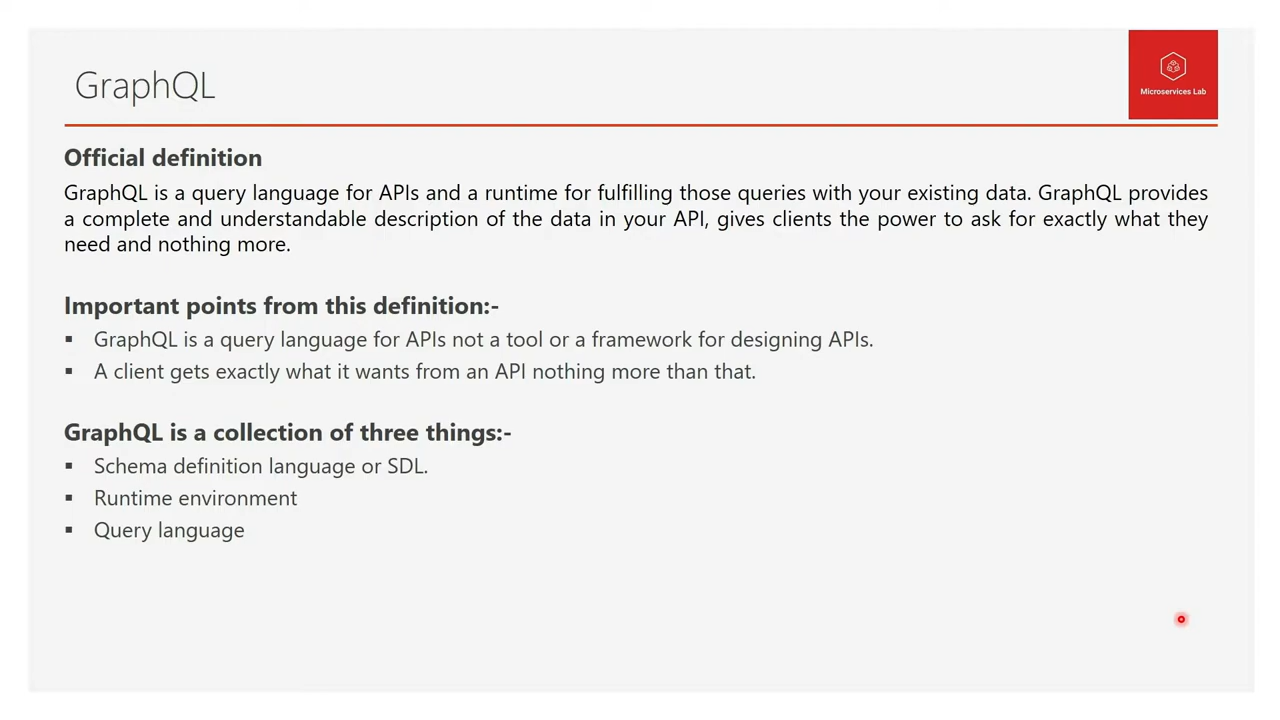 GraphQL
Microservices Lab
Official definition
GraphQL is a query language for APIs and a runtime for fulfilling those queries with your existing data. GraphQL provides
a complete and understandable description of the data in your API, gives clients the power to ask for exactly what they
need and nothing more.
Important points from this definition:-
▪ GraphQL is a query language for APIs not a tool or a framework for designing APIs.
▪ A client gets exactly what it wants from an API nothing more than that.
GraphQL is a collection of three things:-
▪ Schema definition language or SDL.
▪ Runtime environment
▪ Query language